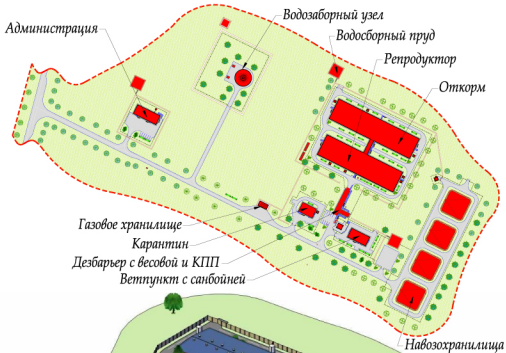 Водозаборный узел
Администрация
Водосборный пруд
Репродуктор
Откорм
Газовое хранилище
Карантин
Дезбарьер с весовой и КПП
Ветпункт с санбойней
Навозохранилища